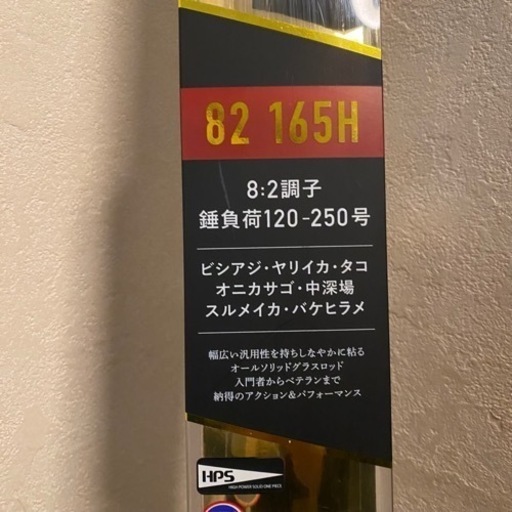 82 165H
8:2調子
錘負荷120-250号
ビシアジ・ヤリイカ・タコ
オニカサゴ・中深場
スルメイカ・バケヒラメ
幅広い汎用性を持ちしなやかに粘る
オールソリッドグラスロッド
入門者からベテランまで
納得のアクション&パフォーマンス
HPS
HIGH POWER SOLID ONE PIECE